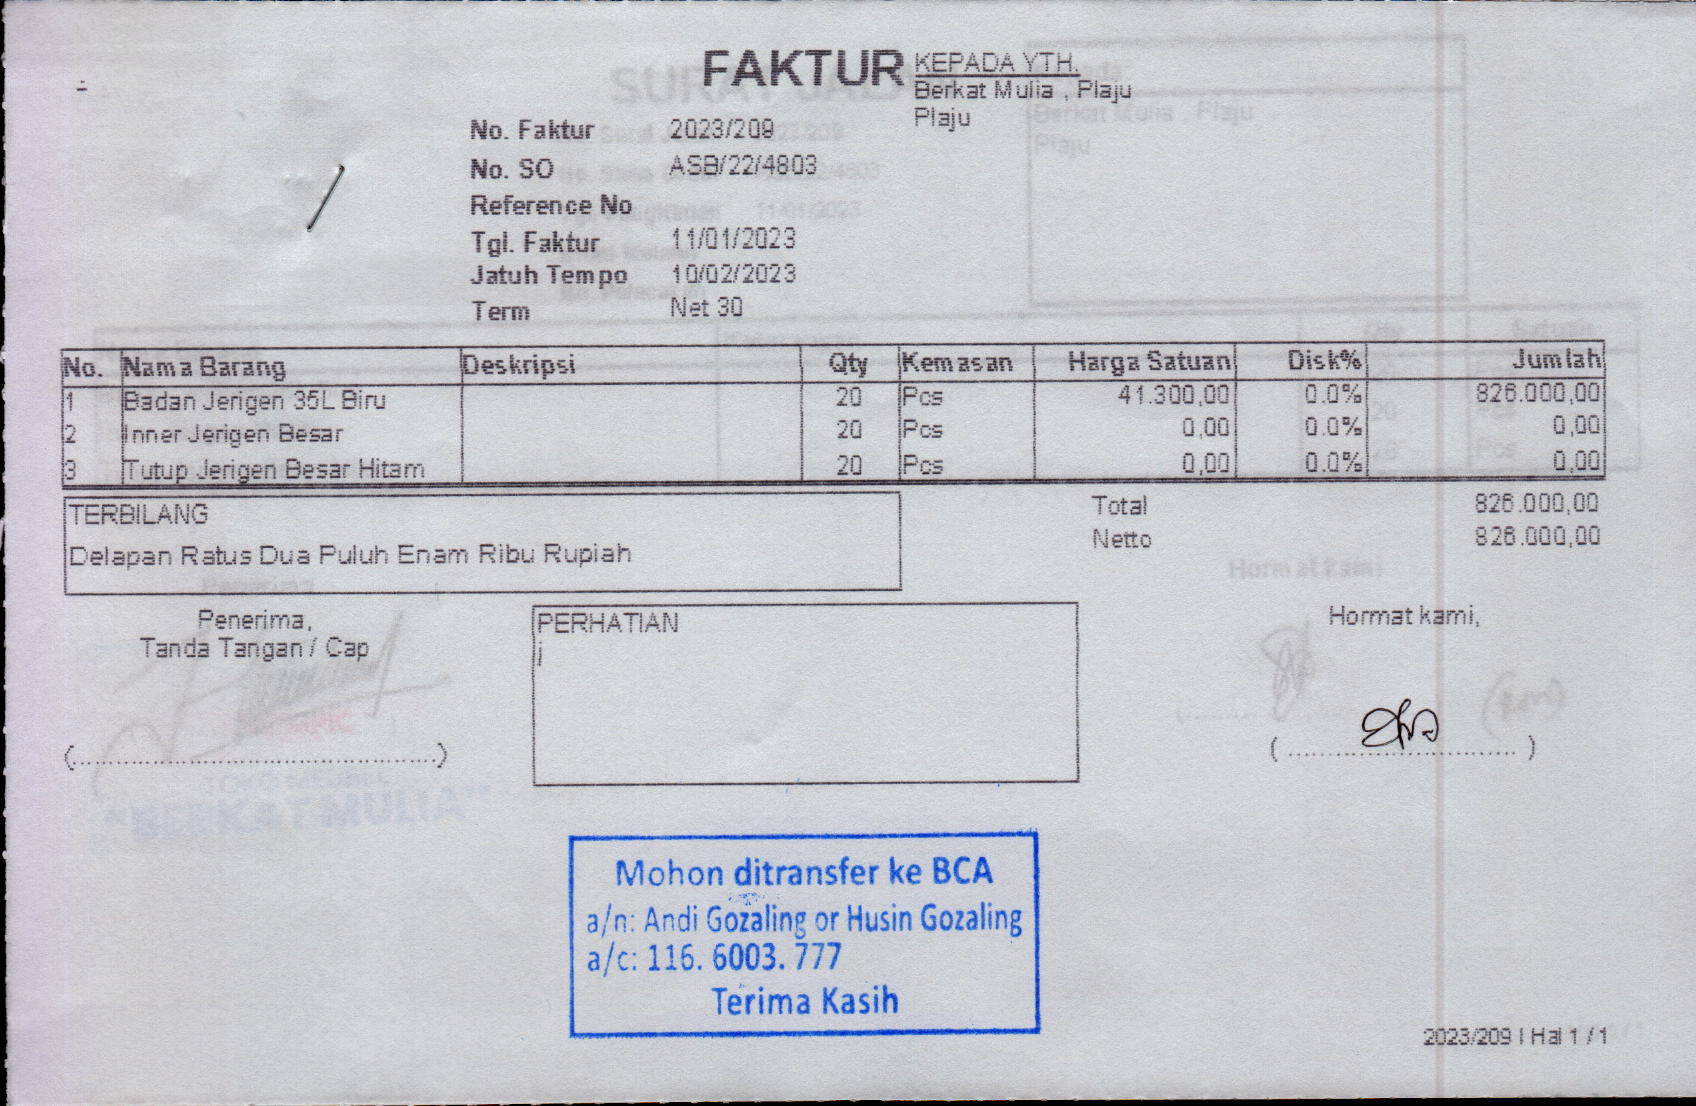 FAKTUR
KEPADA YTH.
Berkat Mulia , Plaju
Plaju
No. Faktur 2023/209
No. SO ASB/22/4803
Reference No
Tgl. Faktur 11/01/2023
Jatuh Tempo 10/02/2023
Term Net 30
No. Nama Barang Deskripsi Qty Kemasan Harga Satuan Disk% Jumlah
1 Badan Jerigen 35L Biru 20 Pcs 41.300,00 0.0% 826.000,00
2 Inner Jerigen Besar 20 Pcs 0,00 0.0% 0,00
3 Tutup Jerigen Besar Hitam 20 Pcs 0,00 0.0% 0,00
TERBILANG
Delapan Ratus Dua Puluh Enam Ribu Rupiah
Total 826.000,00
Netto 826.000,00
Penerima,
Tanda Tangan / Cap
(..........................................)
PERHATIAN
j
Hormat kami,
( ............................ )
"BERKAT MULIA"
Mohon ditransfer ke BCA
a/n: Andi Gozaling or Husin Gozaling
a/c: 116. 6003. 777
Terima Kasih
2023/209 | Hal 1 / 1